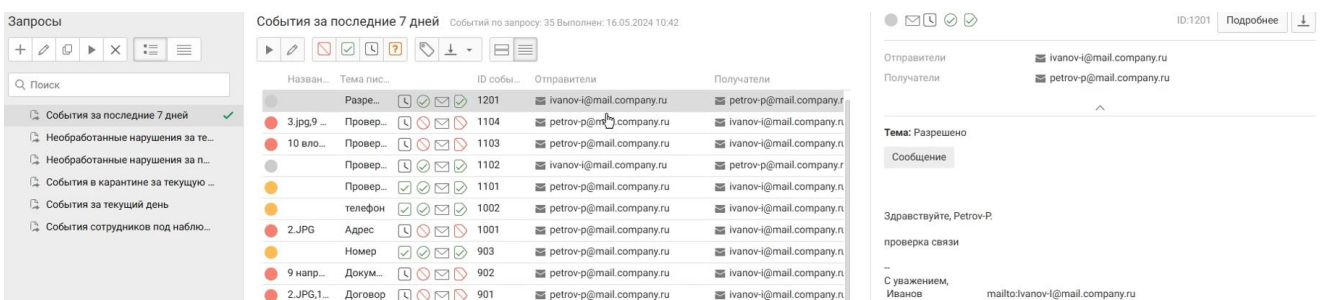 Запросы
Поиск
События за последние 7 дней
Необработанные нарушения за те...
Необработанные нарушения за п...
События в карантине за текущую ...
События за текущий день
События сотрудников под наблю...
События за последние 7 дней Событий по запросу: 35 Выполнен: 16.05.2024 10:42
Назван... Тема пис... ID собы... Отправители Получатели
Разре... 1201 ivanov-i@mail.company.ru petrov-p@mail.company.r
3.jpg,9 ... Провер... 1104 petrov-p@mail.company.ru ivanov-i@mail.company.ru
10 вло... Провер... 1103 petrov-p@mail.company.ru ivanov-i@mail.company.ru
Провер... 1102 ivanov-i@mail.company.ru petrov-p@mail.company.r
Провер... 1101 petrov-p@mail.company.ru ivanov-i@mail.company.ru
телефон 1002 petrov-p@mail.company.ru ivanov-i@mail.company.ru
2.JPG Адрес 1001 petrov-p@mail.company.ru ivanov-i@mail.company.ru
Номер 903 petrov-p@mail.company.ru ivanov-i@mail.company.ru
9 напр... Докум... 902 petrov-p@mail.company.ru ivanov-i@mail.company.ru
2.JPG,1... Договор 901 petrov-p@mail.company.ru ivanov-i@mail.company.ru
ID:1201 Подробнее
Отправители ivanov-i@mail.company.ru
Получатели petrov-p@mail.company.ru
Тема: Разрешено
Сообщение
Здравствуйте, Petrov-P.
проверка связи
--
С уважением,
Иванов mailto:Ivanov-I@mail.company.ru